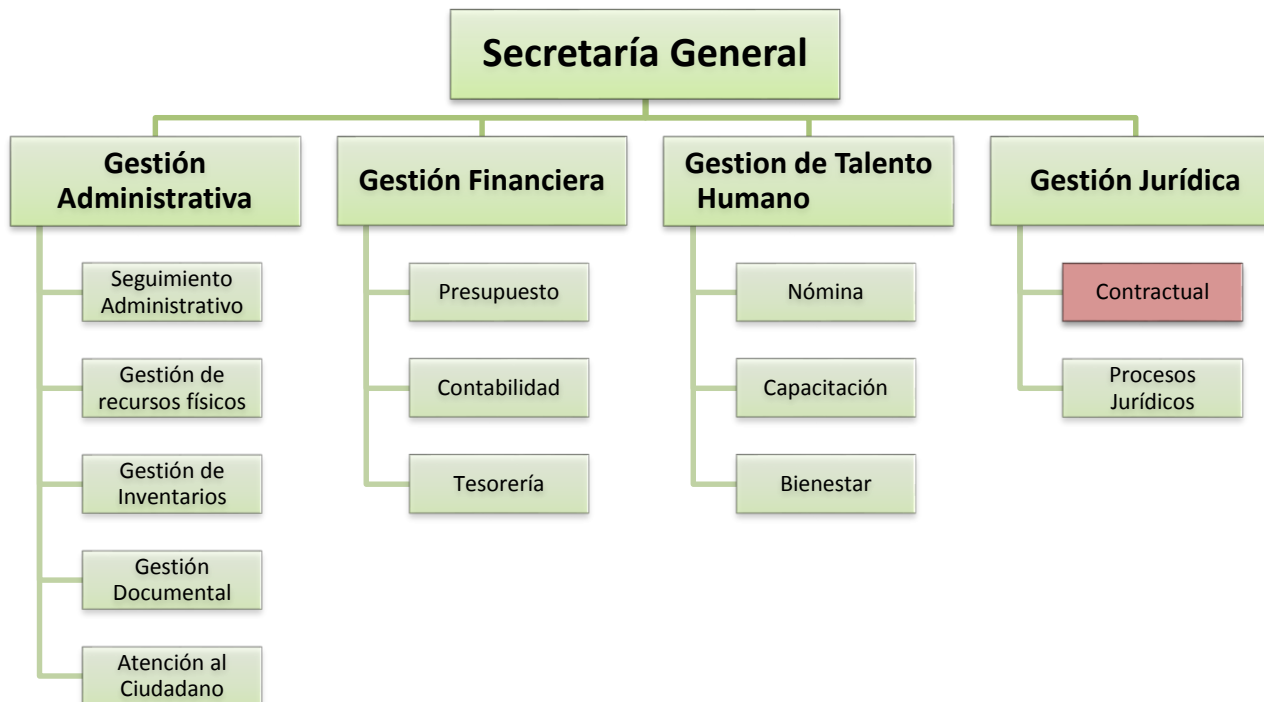 Secretaría General
Gestión
Administrativa
Seguimiento
Administrativo
Gestión de
recursos físicos
Gestión de
Inventarios
Gestión
Documental
Atención al
Ciudadano
Gestión Financiera
Presupuesto
Contabilidad
Tesorería
Gestion de Talento
Humano
Nómina
Capacitación
Bienestar
Gestión Jurídica
Contractual
Procesos
Jurídicos